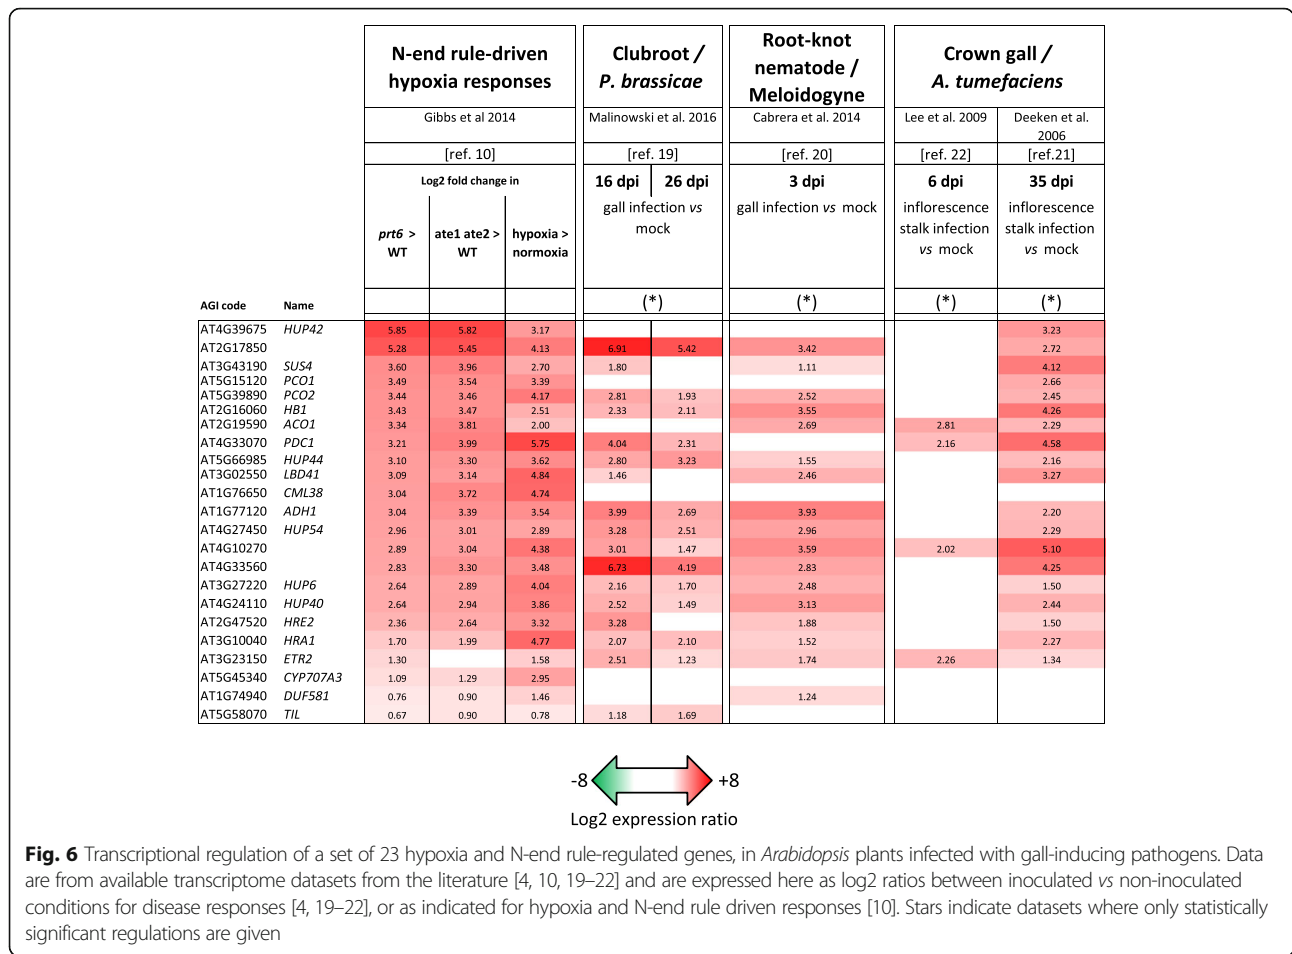 N-end rule-driven hypoxia responses
Clubroot / P. brassicae
Root-knot nematode / Meloidogyne
Crown gall / A. tumefaciens
Gibbs et al 2014
Malinowski et al. 2016
Cabrera et al. 2014
Lee et al. 2009
Deeken et al. 2006
[ref. 10]
[ref. 19]
[ref. 20]
[ref. 22]
[ref.21]
Log2 fold change in
16 dpi
26 dpi
3 dpi
6 dpi
35 dpi
prt6 > WT
ate1 ate2 > WT
hypoxia > normoxia
gall infection vs mock
gall infection vs mock
inflorescence stalk infection vs mock
inflorescence stalk infection vs mock
AGI code Name (*) (*) (*) (*)
AT4G39675 HUP42 5.85 5.82 3.17 3.23
AT2G17850 5.28 5.45 4.13 6.91 5.42 3.42 2.72
AT3G43190 SUS4 3.60 3.96 2.70 1.80 1.11 4.12
AT5G15120 PCO1 3.49 3.54 3.39 2.66
AT5G39890 PCO2 3.44 3.46 4.17 2.81 1.93 2.52 2.45
AT2G16060 HB1 3.43 3.47 2.51 2.33 2.11 3.55 4.26
AT2G19590 ACO1 3.34 3.81 2.00 2.69 2.81 2.29
AT4G33070 PDC1 3.21 3.99 5.75 4.04 2.31 2.16 4.58
AT5G66985 HUP44 3.10 3.30 3.62 2.80 3.23 1.55 2.16
AT3G02550 LBD41 3.09 3.14 4.84 1.46 2.46 3.27
AT1G76650 CML38 3.04 3.72 4.74
AT1G77120 ADH1 3.04 3.39 3.54 3.99 2.69 3.93 2.20
AT4G27450 HUP54 2.96 3.01 2.89 3.28 2.51 2.96 2.29
AT4G10270 2.89 3.04 4.38 3.01 1.47 3.59 2.02 5.10
AT4G33560 2.83 3.30 3.48 6.73 4.19 2.83 4.25
AT3G27220 HUP6 2.64 2.89 4.04 2.16 1.70 2.48 1.50
AT4G24110 HUP40 2.64 2.94 3.86 2.52 1.49 3.13 2.44
AT2G47520 HRE2 2.36 2.64 3.32 3.28 1.88 1.50
AT3G10040 HRA1 1.70 1.99 4.77 2.07 2.10 1.52 2.27
AT3G23150 ETR2 1.30 1.58 2.51 1.23 1.74 2.26 1.34
AT5G45340 CYP707A3 1.09 1.29 2.95
AT1G74940 DUF581 0.76 0.90 1.46 1.24
AT5G58070 TIL 0.67 0.90 0.78 1.18 1.69
-8 +8
Log2 expression ratio
Fig. 6 Transcriptional regulation of a set of 23 hypoxia and N-end rule-regulated genes, in Arabidopsis plants infected with gall-inducing pathogens. Data
are from available transcriptome datasets from the literature [4, 10, 19–22] and are expressed here as log2 ratios between inoculated vs non-inoculated
conditions for disease responses [4, 19–22], or as indicated for hypoxia and N-end rule driven responses [10]. Stars indicate datasets where only statistically
significant regulations are given